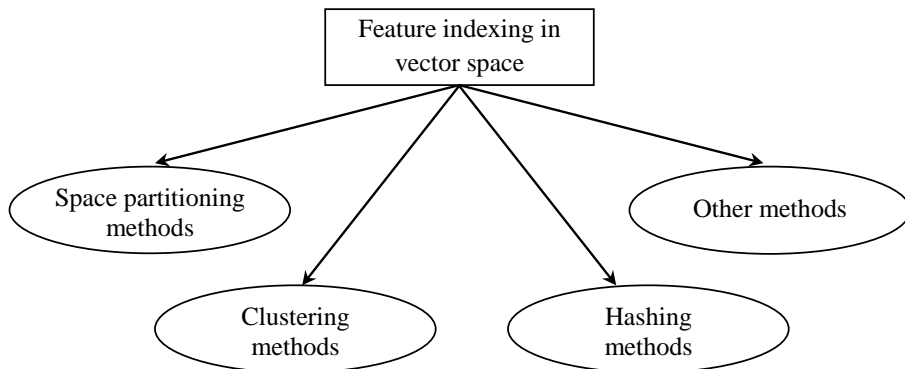 Feature indexing in
vector space
Space partitioning
methods
Other methods
Clustering
methods
Hashing
methods